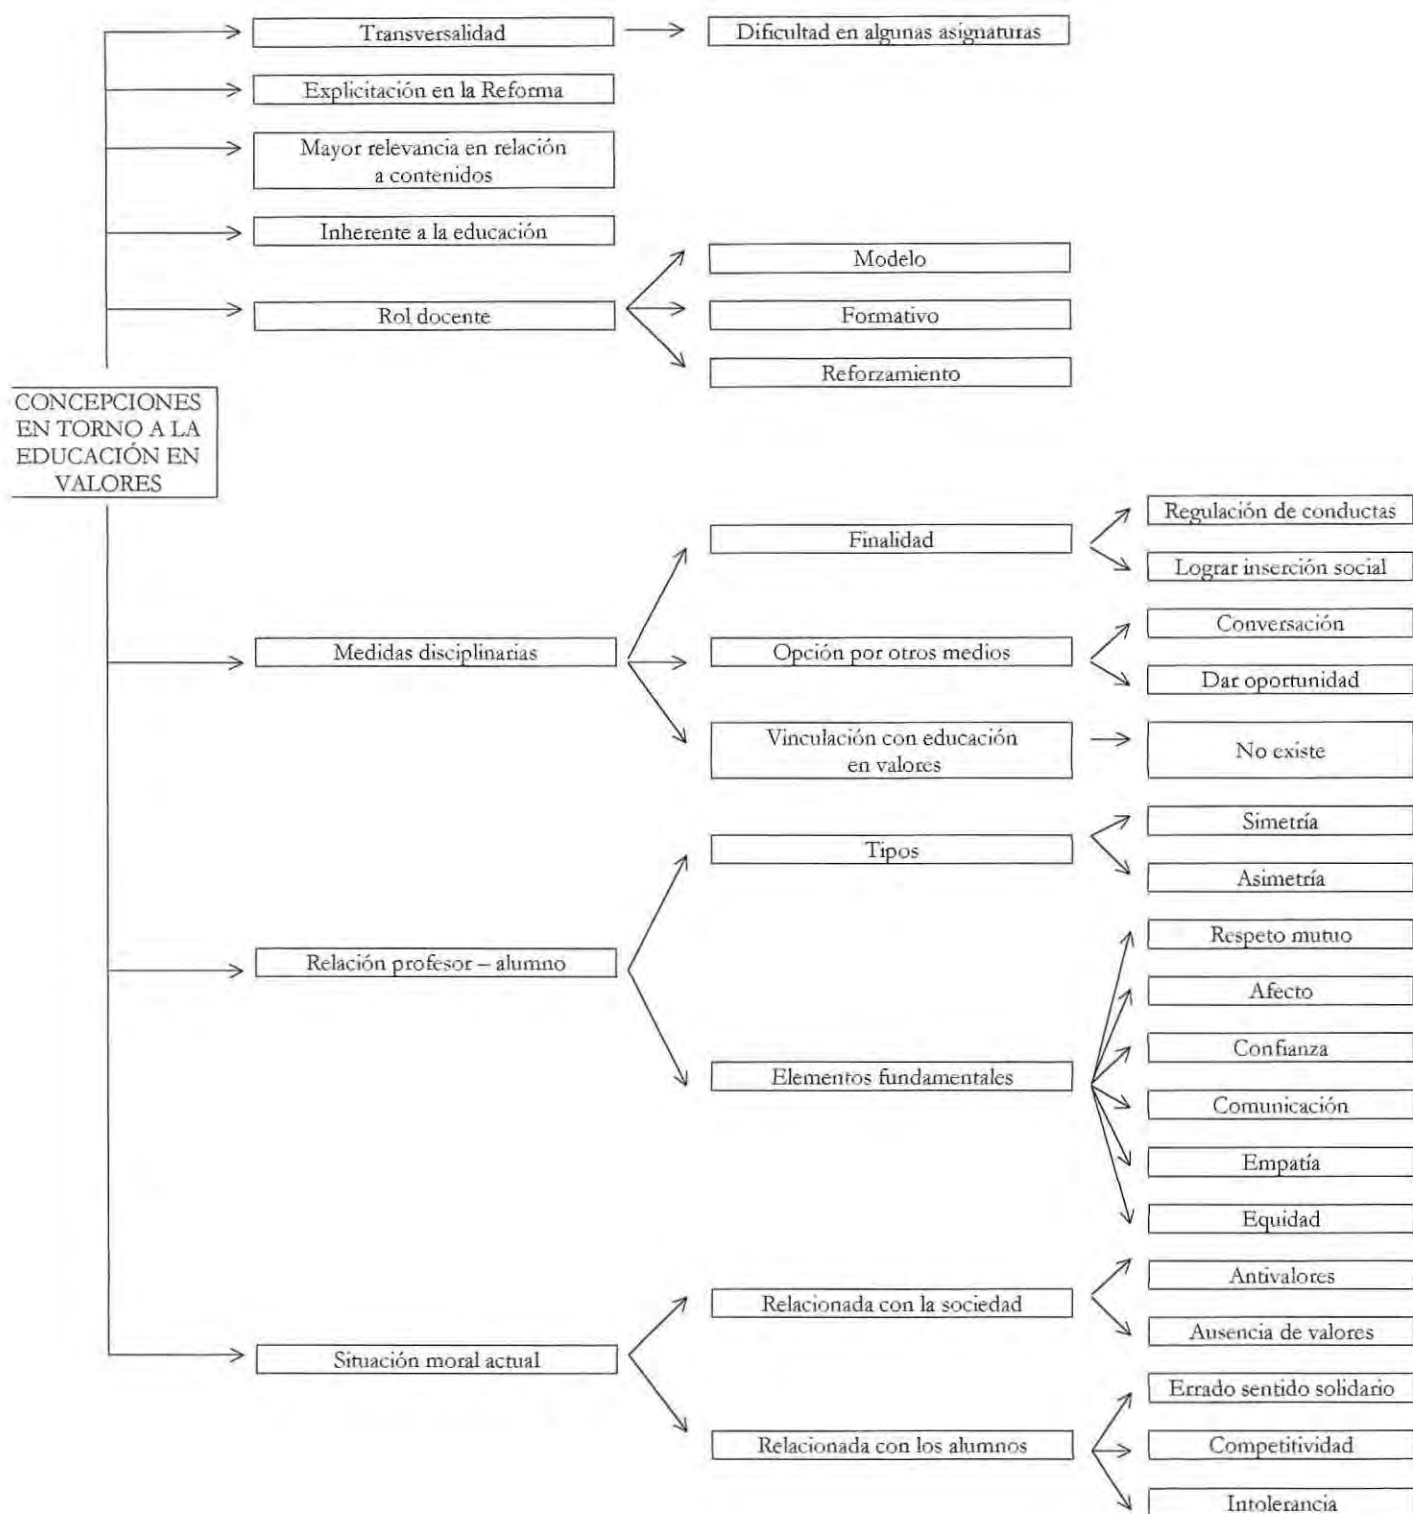 Transversalidad
Dificultad en algunas asignaturas
Explicitación en la Reforma
Mayor relevancia en relación
a contenidos
Inherente a la educación
Modelo
Rol docente
Formativo
Reforzamiento
CONCEPCIONES
EN TORNO A LA
EDUCACIÓN EN
VALORES
Regulación de conductas
Finalidad
Lograr inserción social
Conversación
Medidas disciplinarias
Opción por otros medios
Dar oportunidad
Vinculación con educación
en valores
No existe
Simetría
Tipos
Asimetría
Respeto mutuo
Relación profesor – alumno
Afecto
Confianza
Elementos fundamentales
Comunicación
Empatía
Equidad
Antivalores
Relacionada con la sociedad
Ausencia de valores
Situación moral actual
Errado sentido solidario
Relacionada con los alumnos
Competitividad
Intolerancia